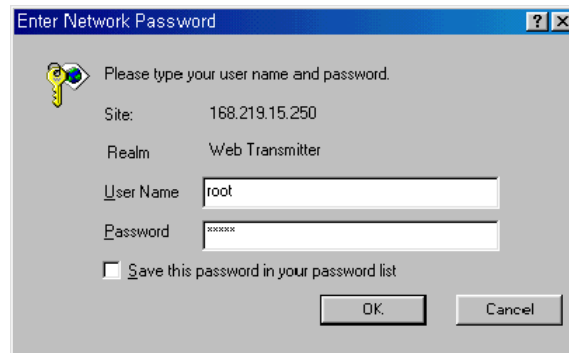 Enter Network Password
Please type your user name and password.
Site: 168.219.15.250
Realm Web Transmitter
User Name root
Password *****
Save this password in your password list
OK Cancel